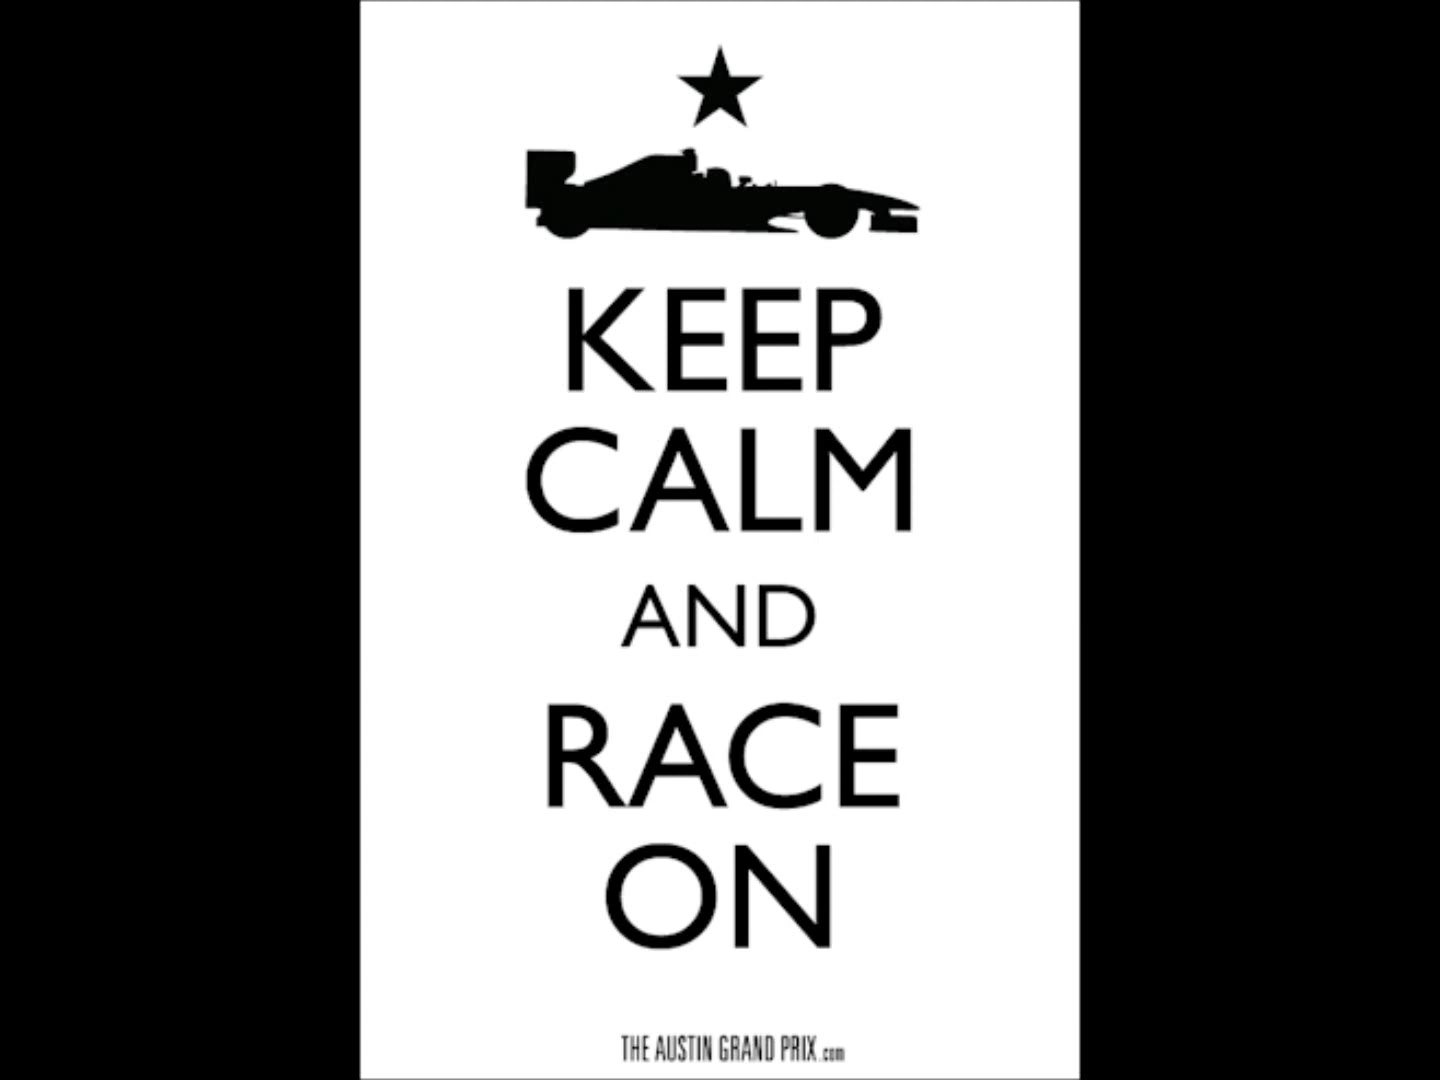 KEEP
CALM
AND
RACE
ON
THE AUSTIN GRAND PRIX.com